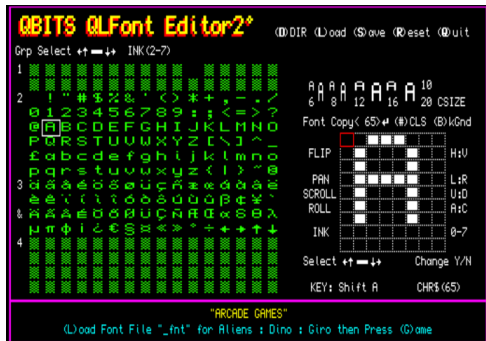 QBITS QLFont Editor2* (D)DIR (L)oad (S)ave (R)eset (Q)uit
Grp Select ←↑▬↓→ INK(2-7)
1
2 ! " # $ % & ' ( ) * + , - . /
0 1 2 3 4 5 6 7 8 9 : ; < = > ?
@ A B C D E F G H I J K L M N O
P Q R S T U V W X Y Z [ \ ] ^ _
£ a b c d e f g h i j k l m n o
p q r s t u v w x y z { | } ~ ©
3
&
4
A A A A A A A 10
6 8 12 16 20 CSIZE
Font Copy< 65>↵ (#)CLS (B)kGnd
FLIP H:V
PAN L:R
SCROLL U:D
ROLL A:C
INK 0-7
Select ←↑▬↓→ Change Y/N
KEY: Shift A CHR$(65)
"ARCADE GAMES"
(L)oad Font File "_fnt" for Aliens : Dino : Giro then Press (G)ame